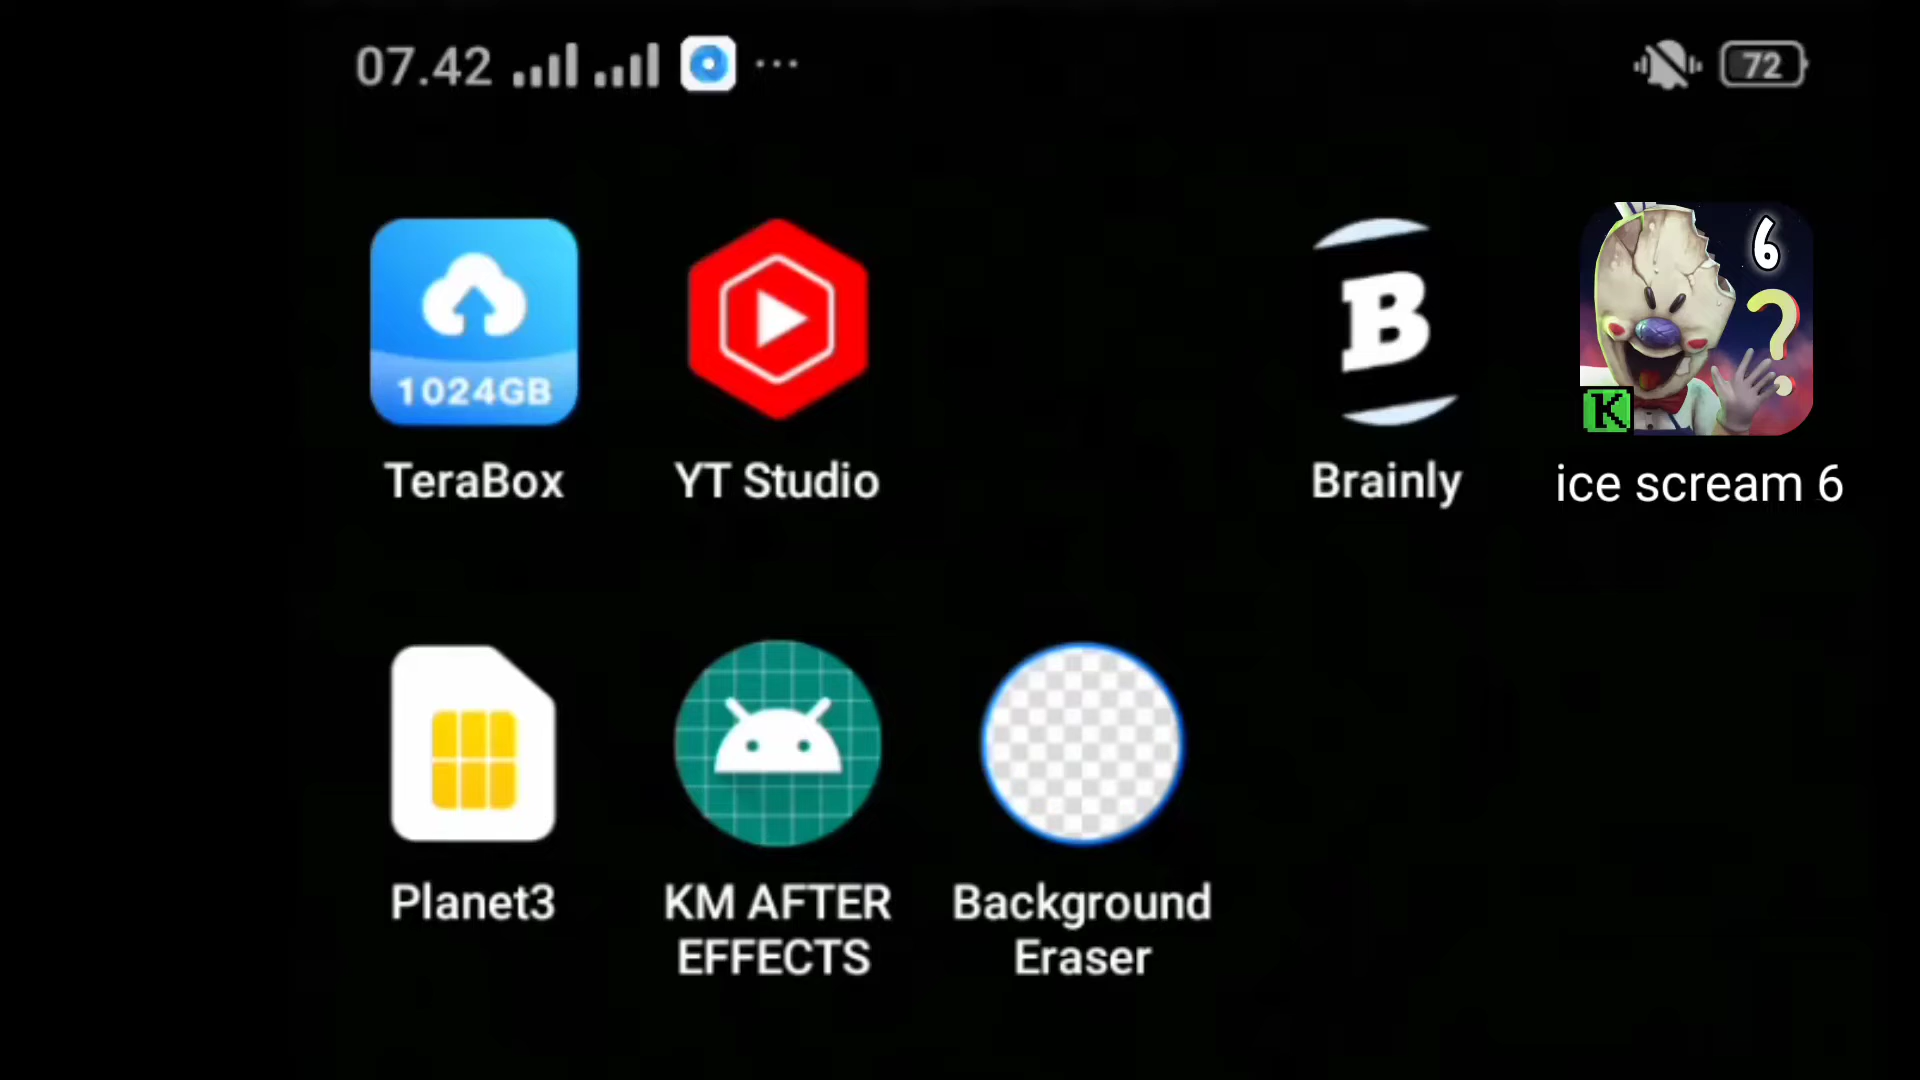 07.42
72
1024GB
B
6
?
K
TeraBox
YT Studio
Brainly
ice scream 6
Planet3
KM AFTER
EFFECTS
Background
Eraser